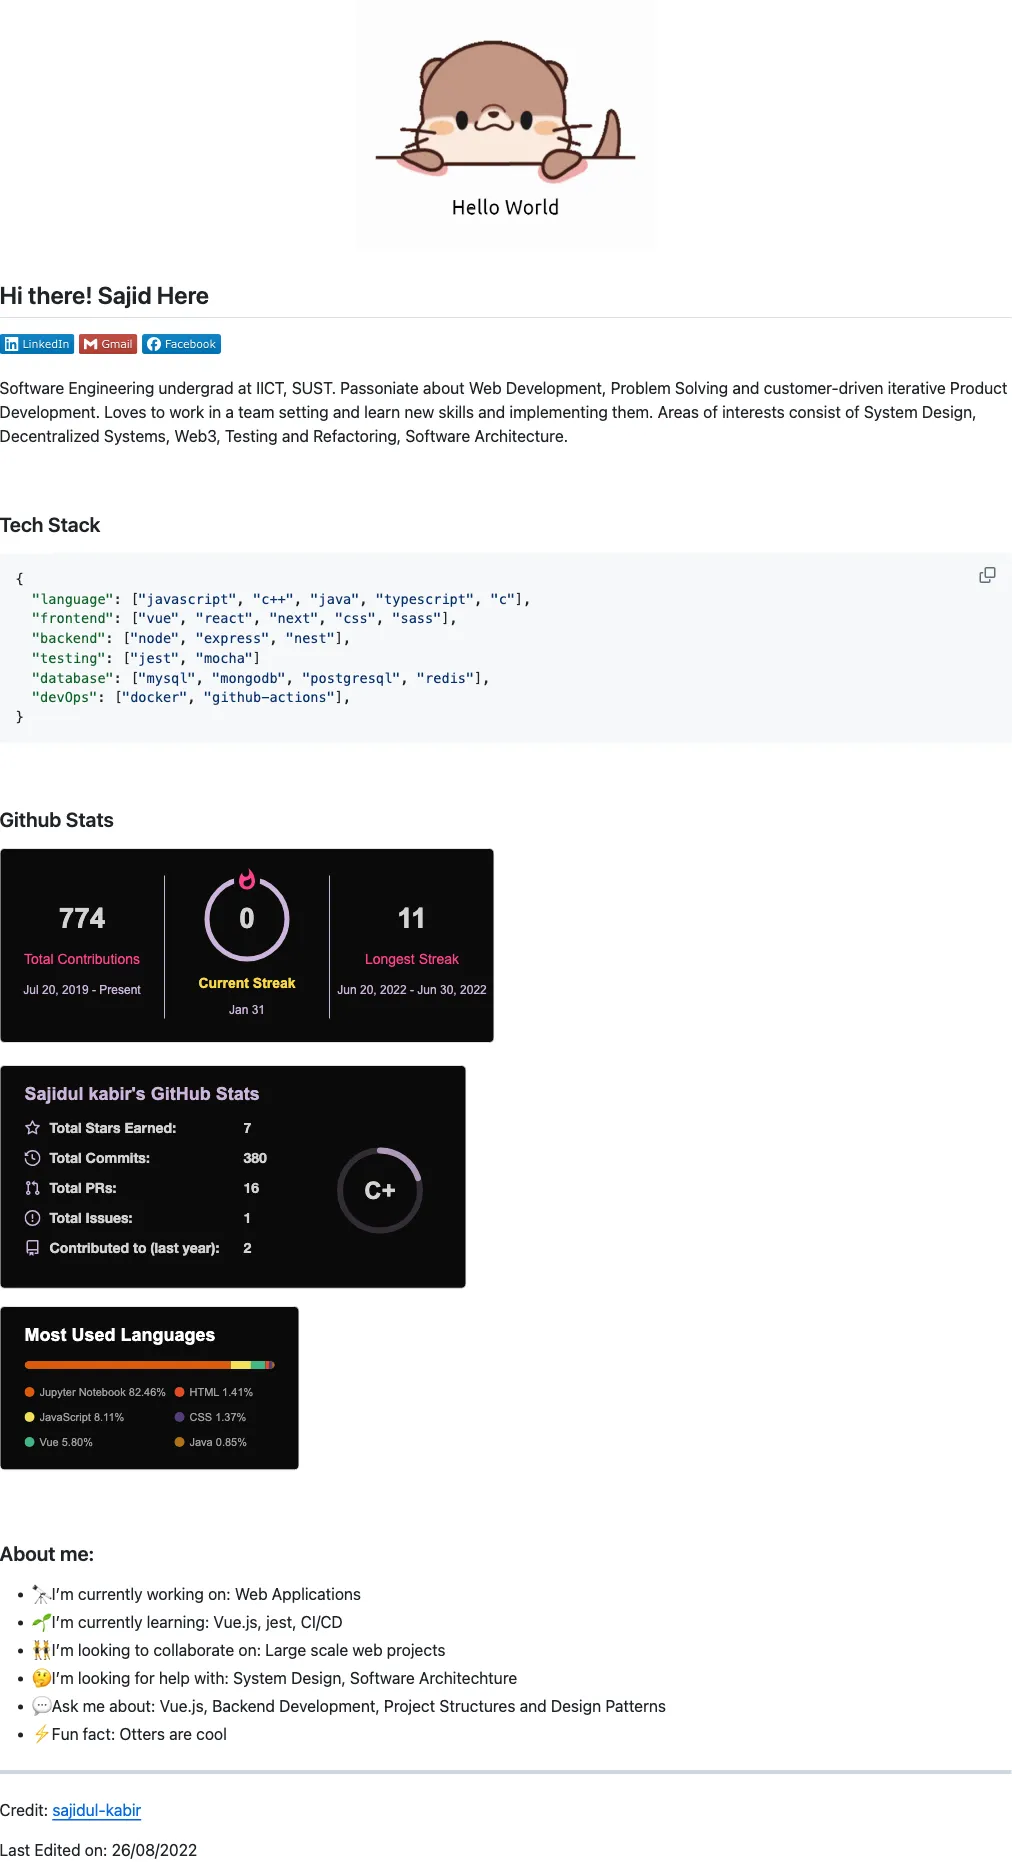 Hello World
Hi there! Sajid Here
LinkedIn Gmail Facebook
Software Engineering undergrad at IICT, SUST. Passoniate about Web Development, Problem Solving and customer-driven iterative Product
Development. Loves to work in a team setting and learn new skills and implementing them. Areas of interests consist of System Design,
Decentralized Systems, Web3, Testing and Refactoring, Software Architecture.
Tech Stack
{
  "language": ["javascript", "c++", "java", "typescript", "c"],
  "frontend": ["vue", "react", "next", "css", "sass"],
  "backend": ["node", "express", "nest"],
  "testing": ["jest", "mocha"]
  "database": ["mysql", "mongodb", "postgresql", "redis"],
  "devOps": ["docker", "github-actions"],
}
Github Stats
774
Total Contributions
Jul 20, 2019 - Present
0
Current Streak
Jan 31
11
Longest Streak
Jun 20, 2022 - Jun 30, 2022
Sajidul kabir's GitHub Stats
Total Stars Earned: 7
Total Commits: 380
Total PRs: 16
Total Issues: 1
Contributed to (last year): 2
C+
Most Used Languages
Jupyter Notebook 82.46% HTML 1.41%
JavaScript 8.11% CSS 1.37%
Vue 5.80% Java 0.85%
About me:
• 🔭I'm currently working on: Web Applications
• 🌱I'm currently learning: Vue.js, jest, CI/CD
• 👯I'm looking to collaborate on: Large scale web projects
• 🤔I'm looking for help with: System Design, Software Architechture
• 💬Ask me about: Vue.js, Backend Development, Project Structures and Design Patterns
• ⚡Fun fact: Otters are cool
Credit: sajidul-kabir
Last Edited on: 26/08/2022